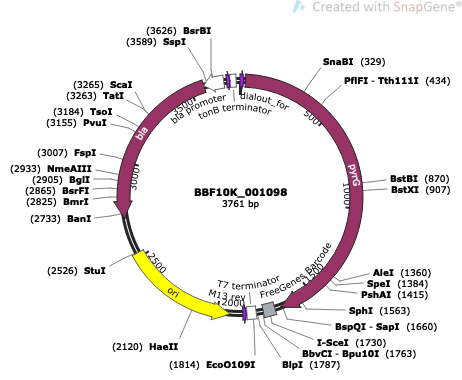 Created with SnapGene®
(3626) BsrBI
(3589) SspI
SnaBI (329)
PflFI - Tth111I (434)
(3265) ScaI
(3263) TatI
(3184) TsoI
(3155) PvuI
(3007) FspI
(2933) NmeAIII
(2905) BglI
(2865) BsrFI
(2825) BmrI
(2733) BanI
(2526) StuI
(2120) HaeII
(1814) EcoO109I
BlpI (1787)
BbvCI - Bpu10I (1763)
I-SceI (1730)
BspQI - SapI (1660)
SphI (1563)
PshAI (1415)
SpeI (1384)
AleI (1360)
BstXI (907)
BstBI (870)
BBF10K_001098
3761 bp
dialout_for
tonB terminator
bla promoter
bla
pyrG
ori
T7 terminator
M13 rev
FreeGenes Barcode
500
1000
1500
2000
2500
3000
3500